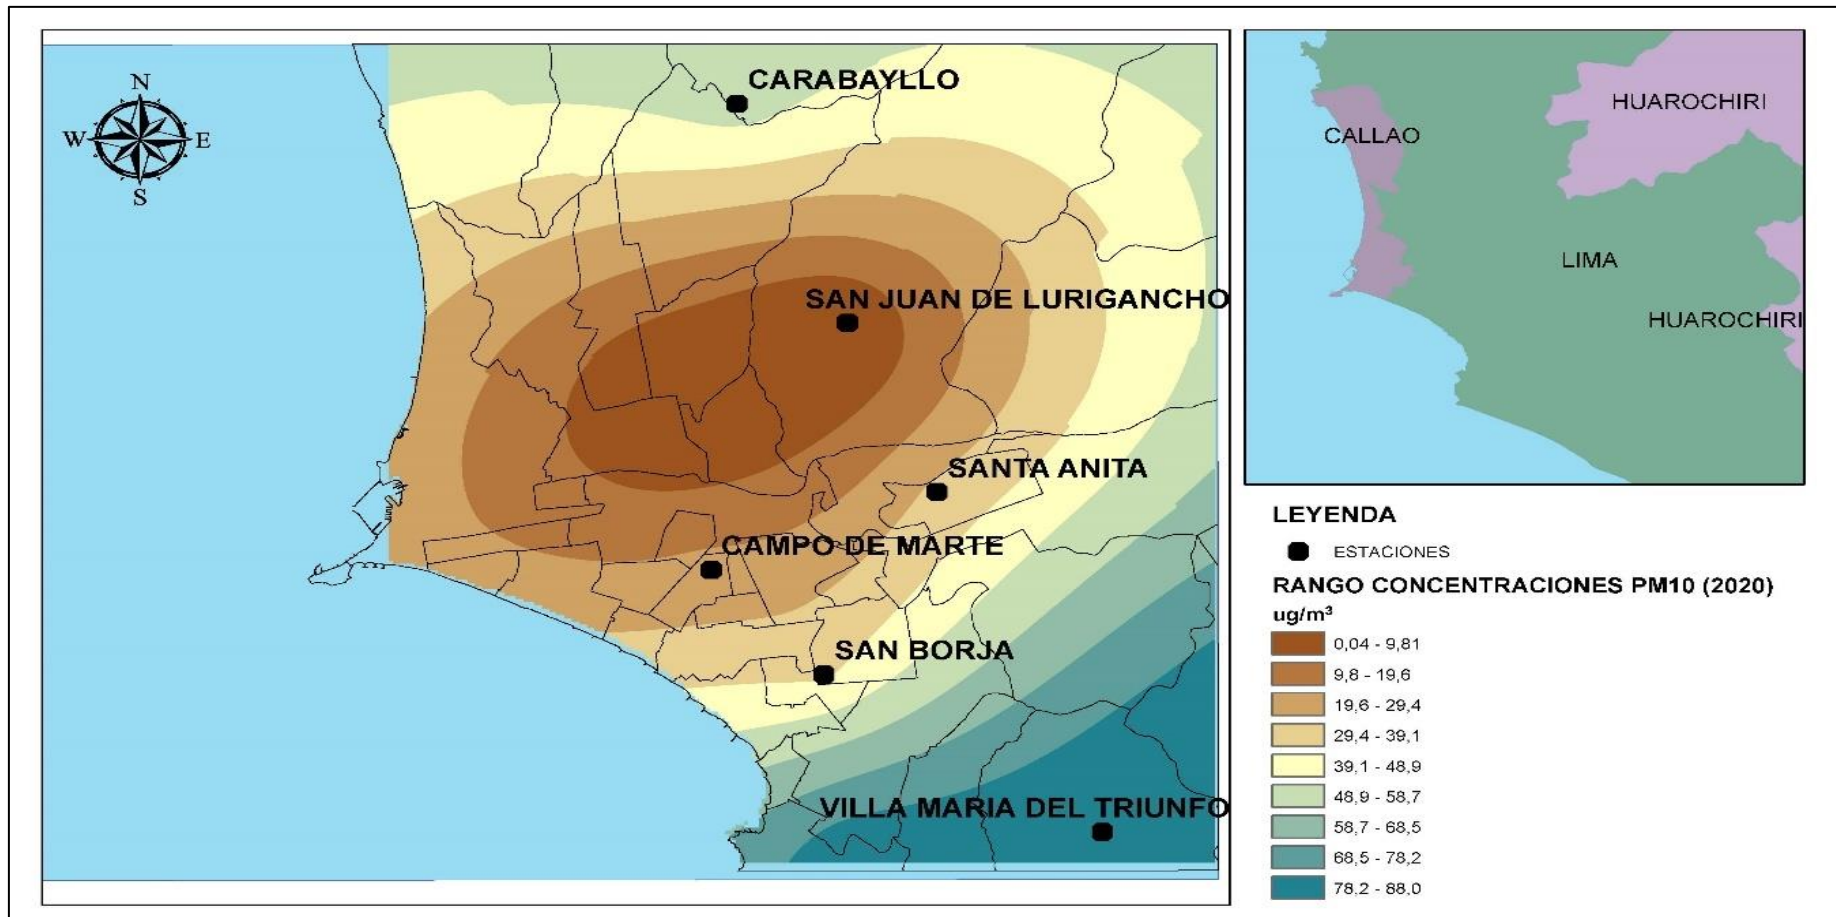 N
W E
S
CARABAYLLO
SAN JUAN DE LURIGANCHO
SANTA ANITA
CAMPO DE MARTE
SAN BORJA
VILLA MARIA DEL TRIUNFO
HUAROCHIRI
CALLAO
LIMA
HUAROCHIRI
LEYENDA
ESTACIONES
RANGO CONCENTRACIONES PM10 (2020)
ug/m³
0,04 - 9,81
9,8 - 19,6
19,6 - 29,4
29,4 - 39,1
39,1 - 48,9
48,9 - 58,7
58,7 - 68,5
68,5 - 78,2
78,2 - 88,0